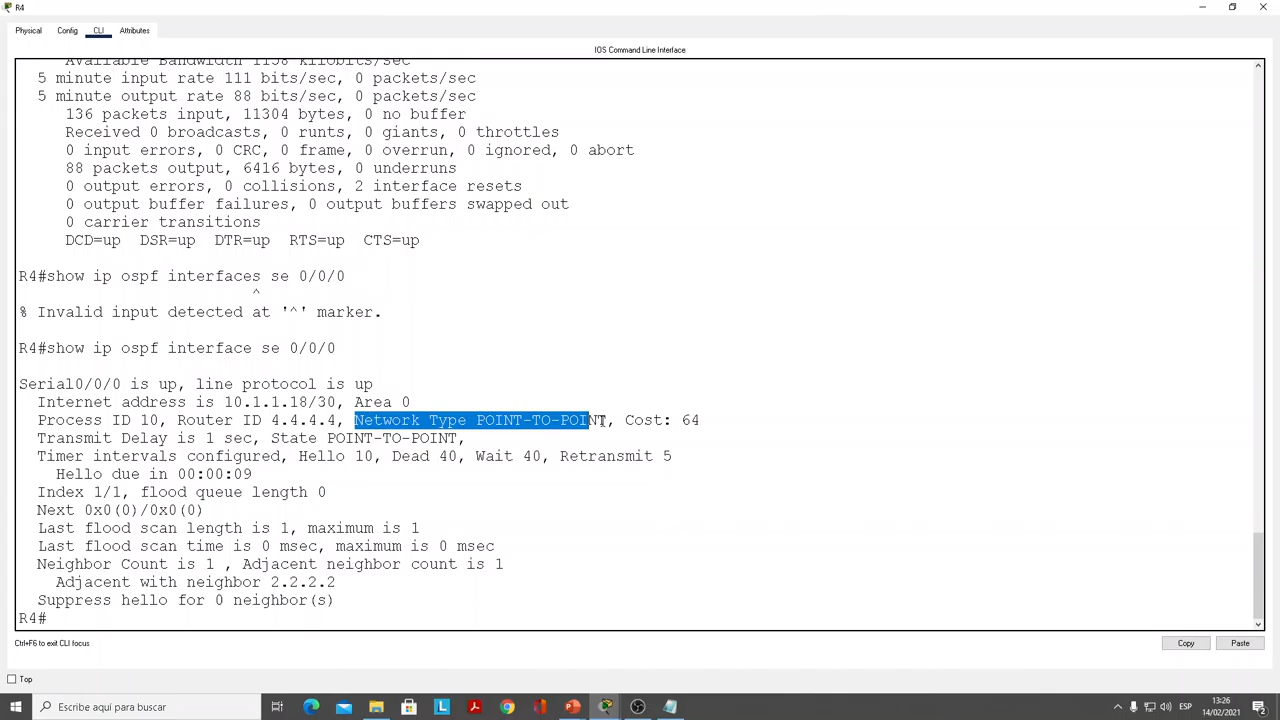 R4
Physical Config CLI Attributes
IOS Command Line Interface
Available Bandwidth 1158 kilobits/sec
5 minute input rate 111 bits/sec, 0 packets/sec
5 minute output rate 88 bits/sec, 0 packets/sec
136 packets input, 11304 bytes, 0 no buffer
Received 0 broadcasts, 0 runts, 0 giants, 0 throttles
0 input errors, 0 CRC, 0 frame, 0 overrun, 0 ignored, 0 abort
88 packets output, 6416 bytes, 0 underruns
0 output errors, 0 collisions, 2 interface resets
0 output buffer failures, 0 output buffers swapped out
0 carrier transitions
DCD=up DSR=up DTR=up RTS=up CTS=up
R4#show ip ospf interfaces se 0/0/0
^
% Invalid input detected at '^' marker.
R4#show ip ospf interface se 0/0/0
Serial0/0/0 is up, line protocol is up
Internet address is 10.1.1.18/30, Area 0
Process ID 10, Router ID 4.4.4.4, Network Type POINT-TO-POINT, Cost: 64
Transmit Delay is 1 sec, State POINT-TO-POINT,
Timer intervals configured, Hello 10, Dead 40, Wait 40, Retransmit 5
Hello due in 00:00:09
Index 1/1, flood queue length 0
Next 0x0(0)/0x0(0)
Last flood scan length is 1, maximum is 1
Last flood scan time is 0 msec, maximum is 0 msec
Neighbor Count is 1 , Adjacent neighbor count is 1
Adjacent with neighbor 2.2.2.2
Suppress hello for 0 neighbor(s)
R4#
Ctrl+F6 to exit CLI focus
Copy Paste
Top
Escribe aquí para buscar
ESP
13:26
14/02/2021
2